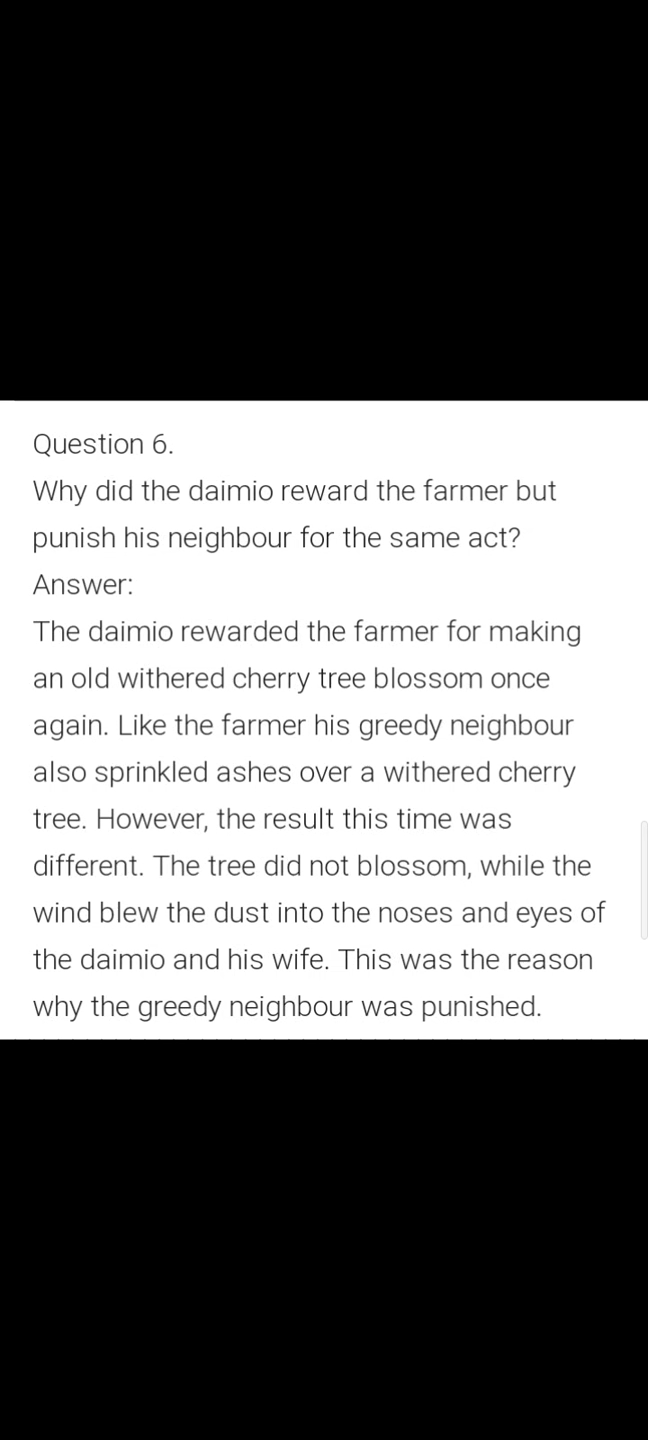 Question 6.
Why did the daimio reward the farmer but
punish his neighbour for the same act?
Answer:
The daimio rewarded the farmer for making
an old withered cherry tree blossom once
again. Like the farmer his greedy neighbour
also sprinkled ashes over a withered cherry
tree. However, the result this time was
different. The tree did not blossom, while the
wind blew the dust into the noses and eyes of
the daimio and his wife. This was the reason
why the greedy neighbour was punished.